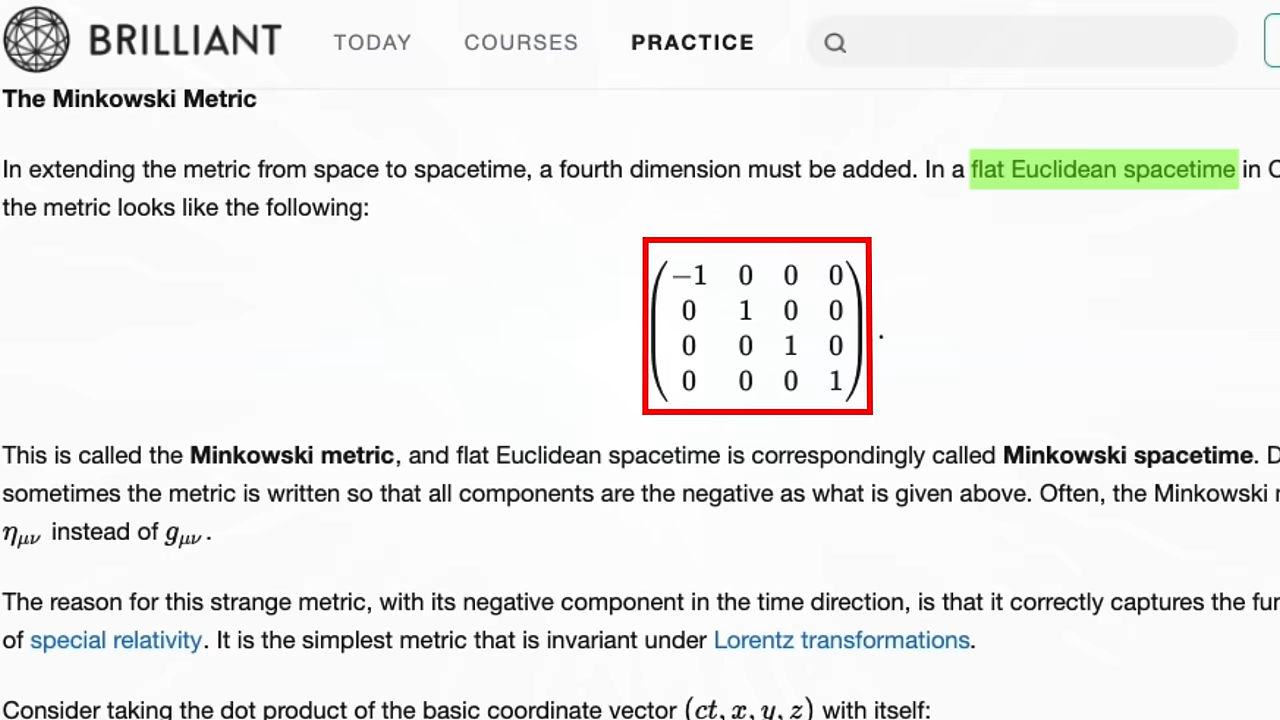 BRILLIANT TODAY COURSES PRACTICE
The Minkowski Metric
In extending the metric from space to spacetime, a fourth dimension must be added. In a flat Euclidean spacetime in
the metric looks like the following:
−1 0 0 0
0 1 0 0
0 0 1 0
0 0 0 1
.
This is called the Minkowski metric, and flat Euclidean spacetime is correspondingly called Minkowski spacetime.
sometimes the metric is written so that all components are the negative as what is given above. Often, the Minkowski
ημν instead of gμν.
The reason for this strange metric, with its negative component in the time direction, is that it correctly captures the
of special relativity. It is the simplest metric that is invariant under Lorentz transformations.
Consider taking the dot product of the basic coordinate vector (ct, x, y, z) with itself: